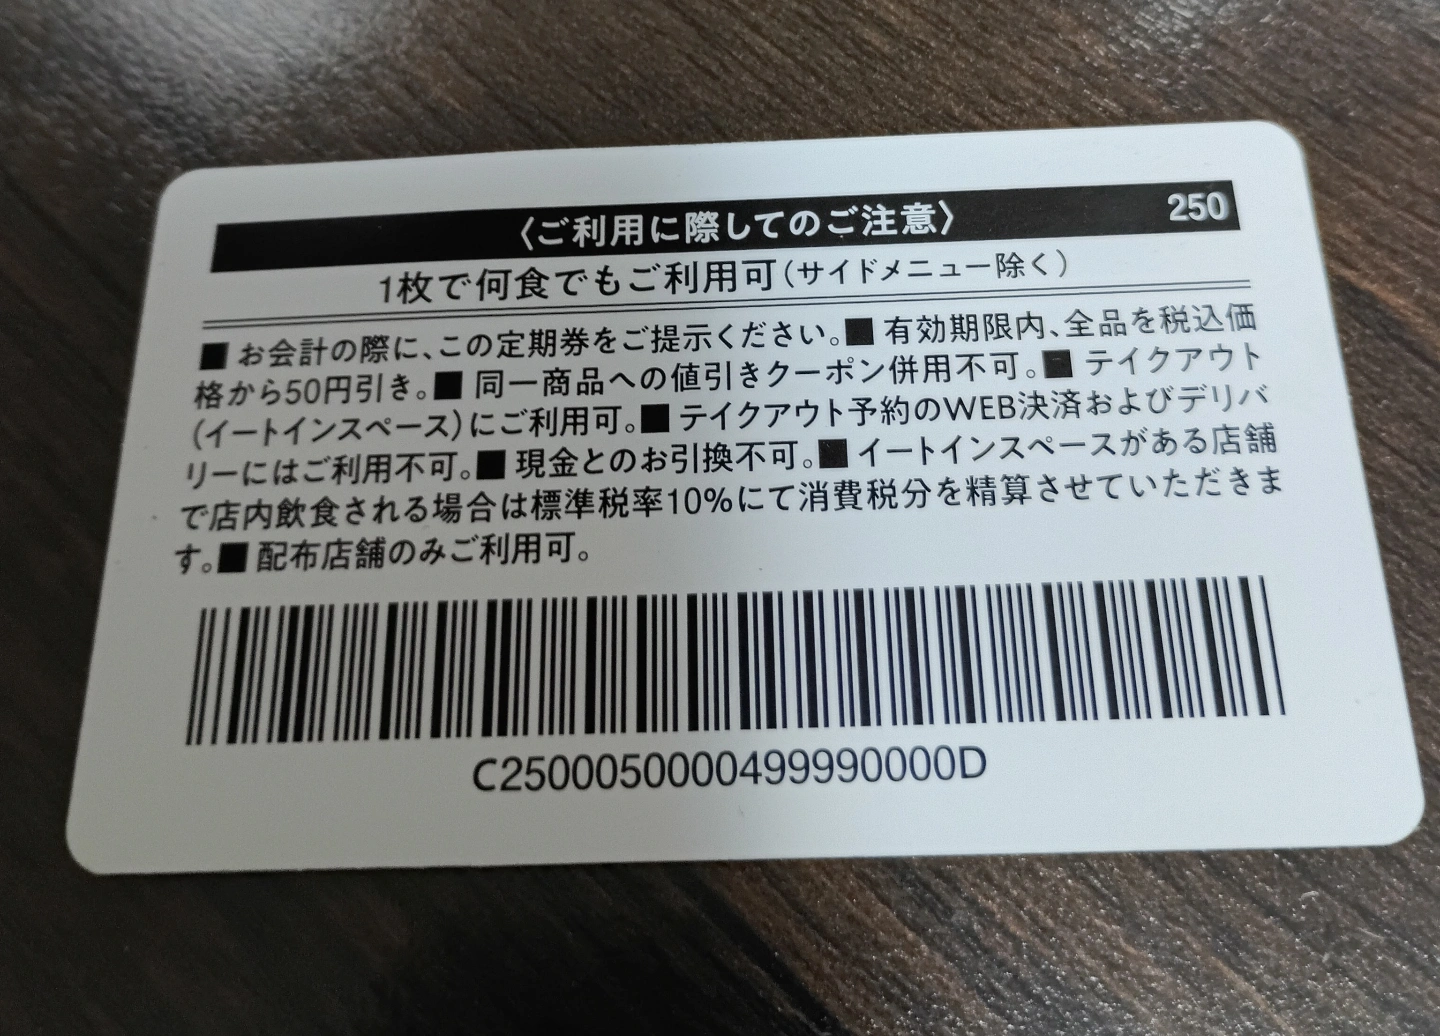 〈ご利用に際してのご注意〉 250
1枚で何食でもご利用可(サイドメニュー除く)
■ お会計の際に、この定期券をご提示ください。■ 有効期限内、全品を税込価
格から50円引き。■ 同一商品への値引きクーポン併用不可。■ テイクアウト
(イートインスペース)にご利用可。■ テイクアウト予約のWEB決済およびデリバ
リーにはご利用不可。■ 現金とのお引換不可。■ イートインスペースがある店舗
で店内飲食される場合は標準税率10%にて消費税分を精算させていただきま
す。■ 配布店舗のみご利用可。
C2500050000499990000D